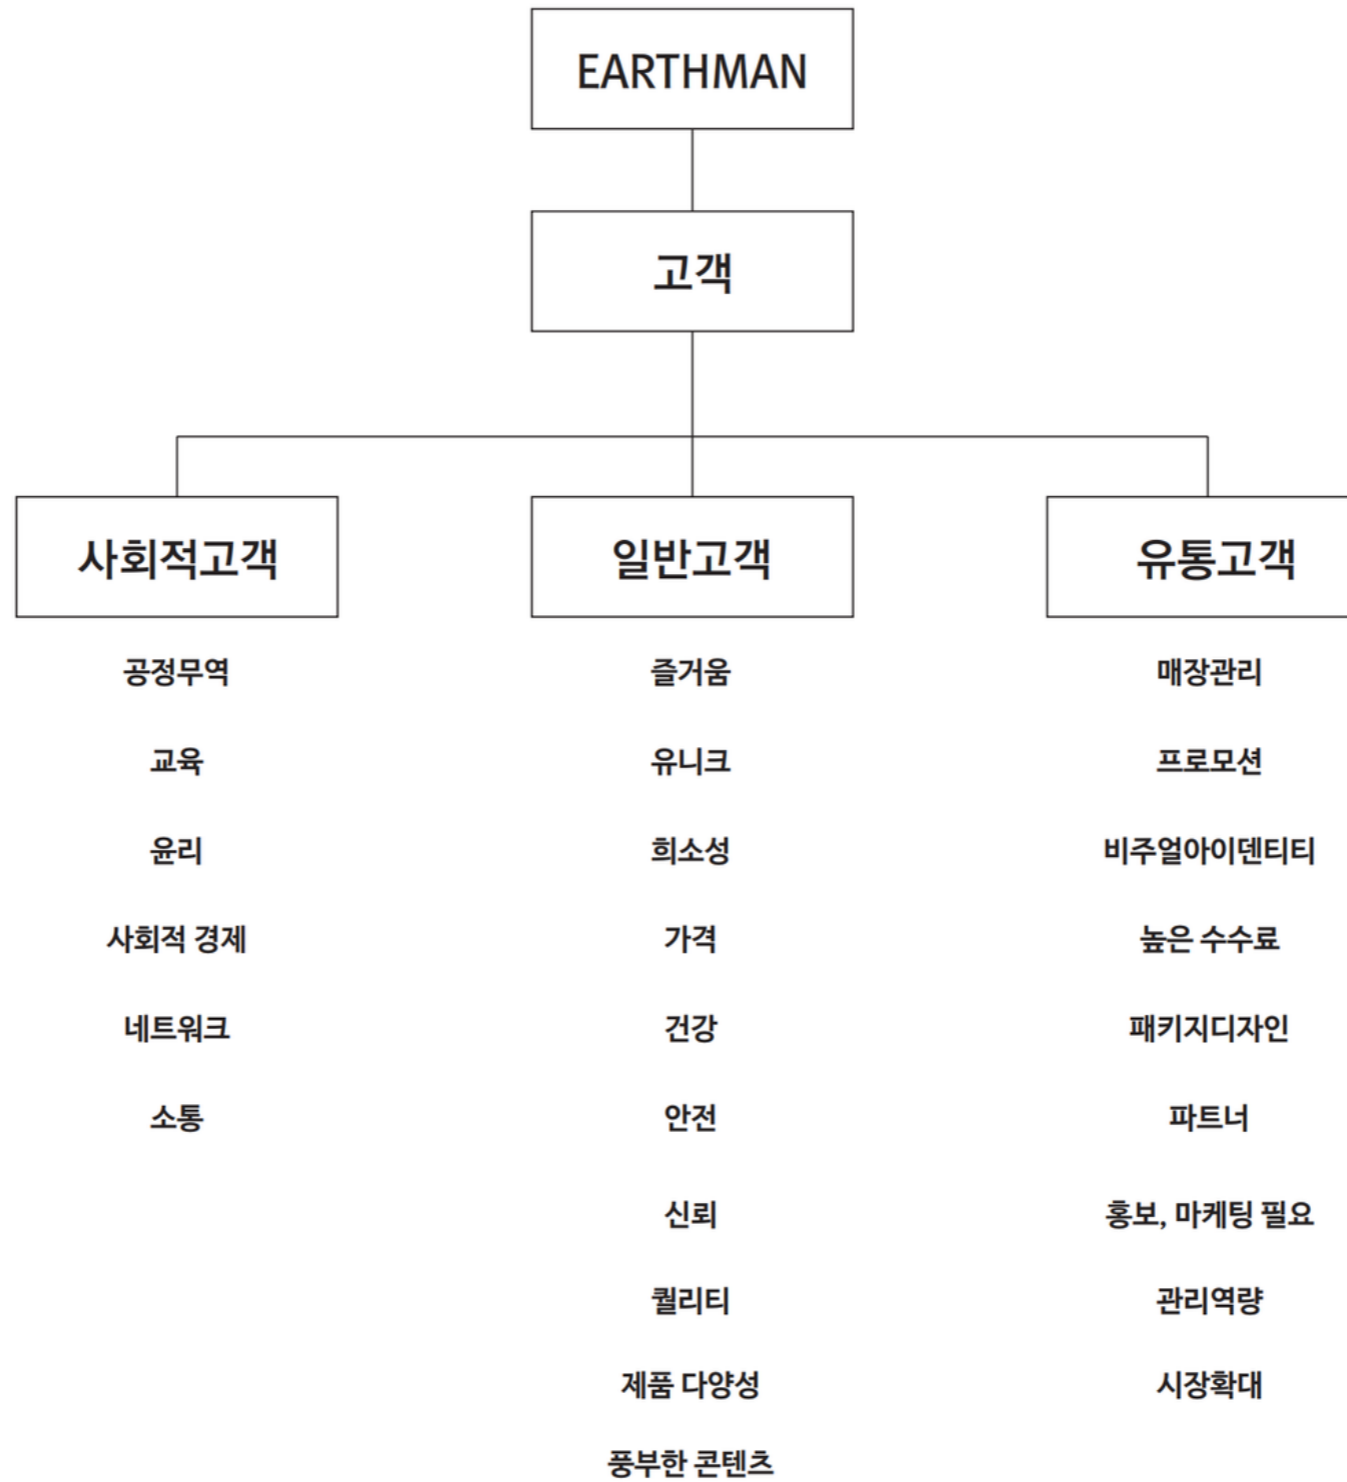 EARTHMAN
고객
사회적고객
공정무역
교육
윤리
사회적 경제
네트워크
소통
일반고객
즐거움
유니크
희소성
가격
건강
안전
신뢰
퀄리티
제품 다양성
풍부한 콘텐츠
유통고객
매장관리
프로모션
비주얼아이덴티티
높은 수수료
패키지디자인
파트너
홍보, 마케팅 필요
관리역량
시장확대